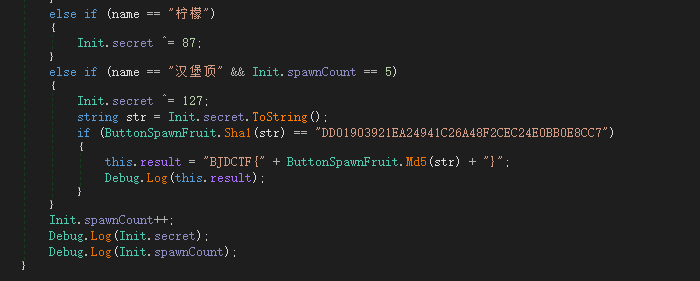 }
else if (name == "柠檬")
{
Init.secret ^= 87;
}
else if (name == "汉堡顶" && Init.spawnCount == 5)
{
Init.secret ^= 127;
string str = Init.secret.ToString();
if (ButtonSpawnFruit.Sha1(str) == "DD01903921EA24941C26A48F2CEC24E0BB0E8CC7")
{
this.result = "BJDCTF{" + ButtonSpawnFruit.Md5(str) + "}";
Debug.Log(this.result);
}
}
Init.spawnCount++;
Debug.Log(Init.secret);
Debug.Log(Init.spawnCount);
}